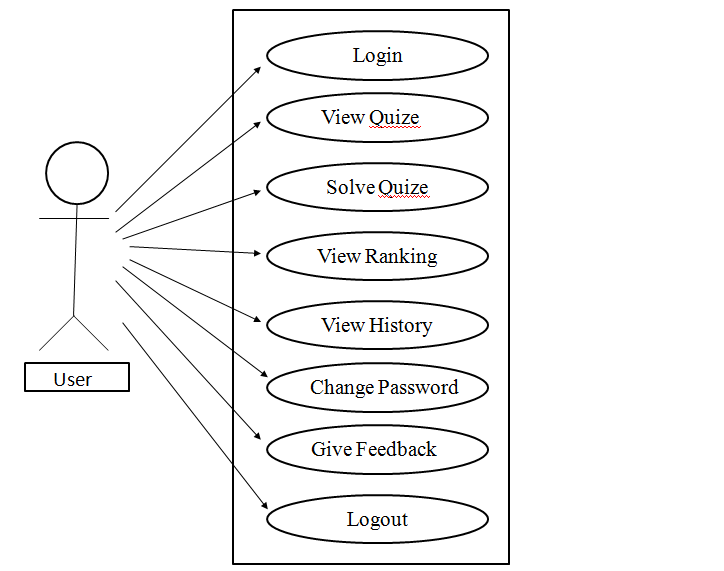 Login
View Quize
Solve Quize
View Ranking
View History
Change Password
Give Feedback
Logout
User